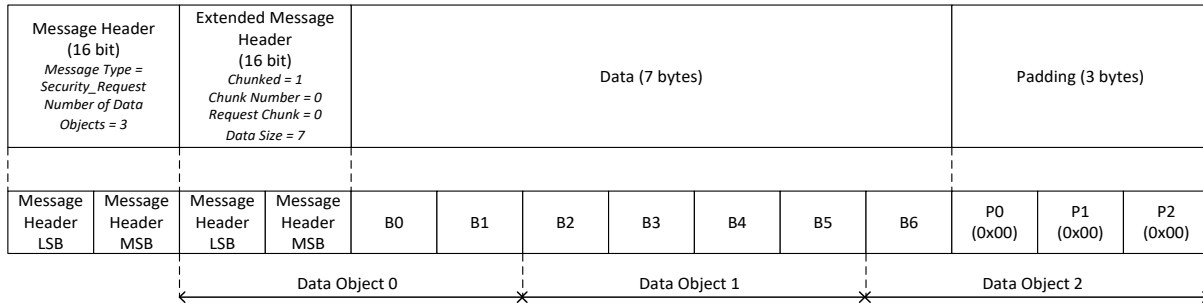 Message Header
(16 bit)
Message Type =
Security_Request
Number of Data
Objects = 3
Extended Message
Header
(16 bit)
Chunked = 1
Chunk Number = 0
Request Chunk = 0
Data Size = 7
Data (7 bytes)
Padding (3 bytes)
Message
Header
LSB
Message
Header
MSB
Message
Header
LSB
Message
Header
MSB
B0
B1
B2
B3
B4
B5
B6
P0
(0x00)
P1
(0x00)
P2
(0x00)
Data Object 0
Data Object 1
Data Object 2